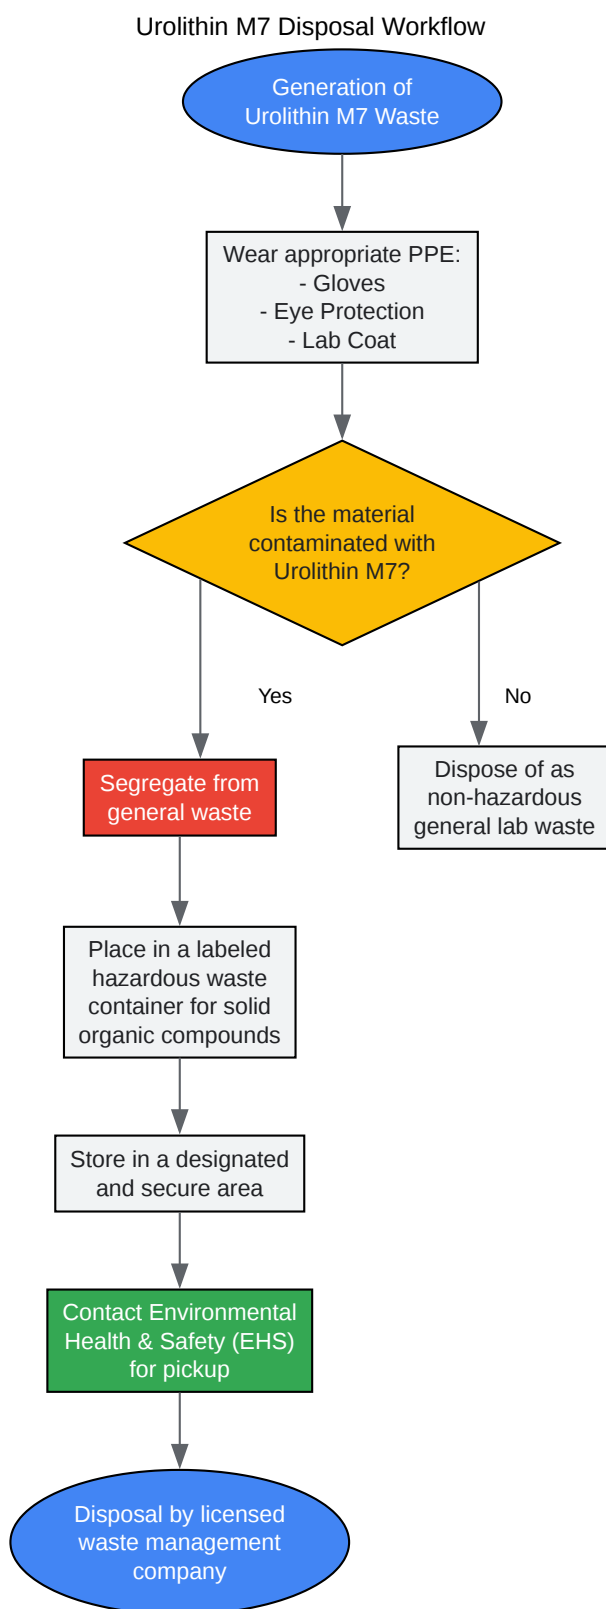 Urolithin M7 Disposal Workflow
Generation of
Urolithin M7 Waste
Wear appropriate PPE:
- Gloves
- Eye Protection
- Lab Coat
Is the material
contaminated with
Urolithin M7?
Yes
No
Segregate from
general waste
Dispose of as
non-hazardous
general lab waste
Place in a labeled
hazardous waste
container for solid
organic compounds
Store in a designated
and secure area
Contact Environmental
Health & Safety (EHS)
for pickup
Disposal by licensed
waste management
company